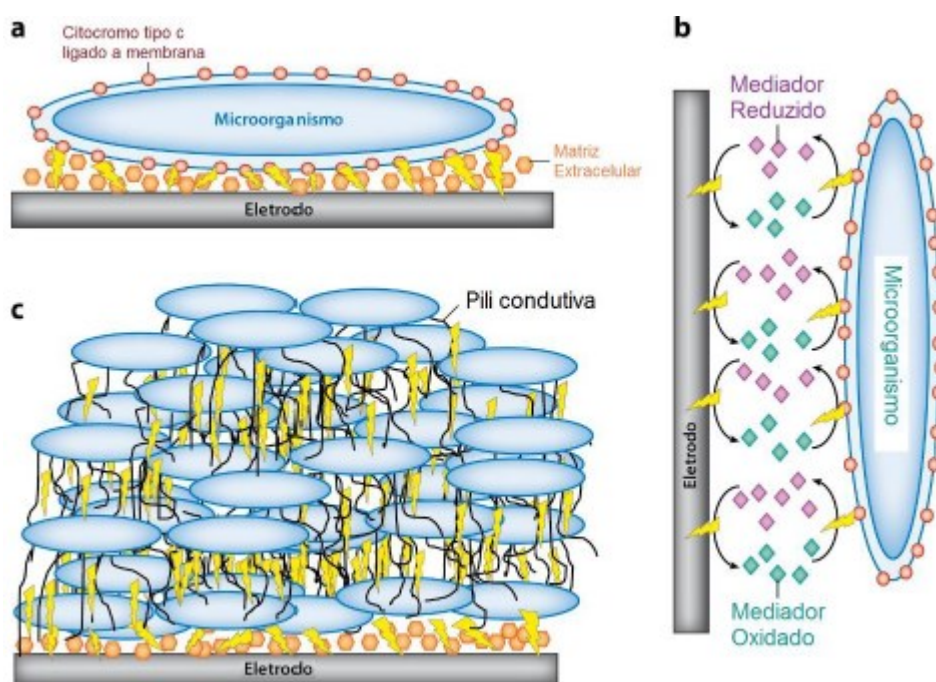 a
Citocromo tipo c
ligado a membrana
Microorganismo
Matriz
Extracelular
Eletrodo
b
Mediador
Reduzido
Eletrodo
Microorganismo
Mediador
Oxidado
c
Pili condutiva
Eletrodo